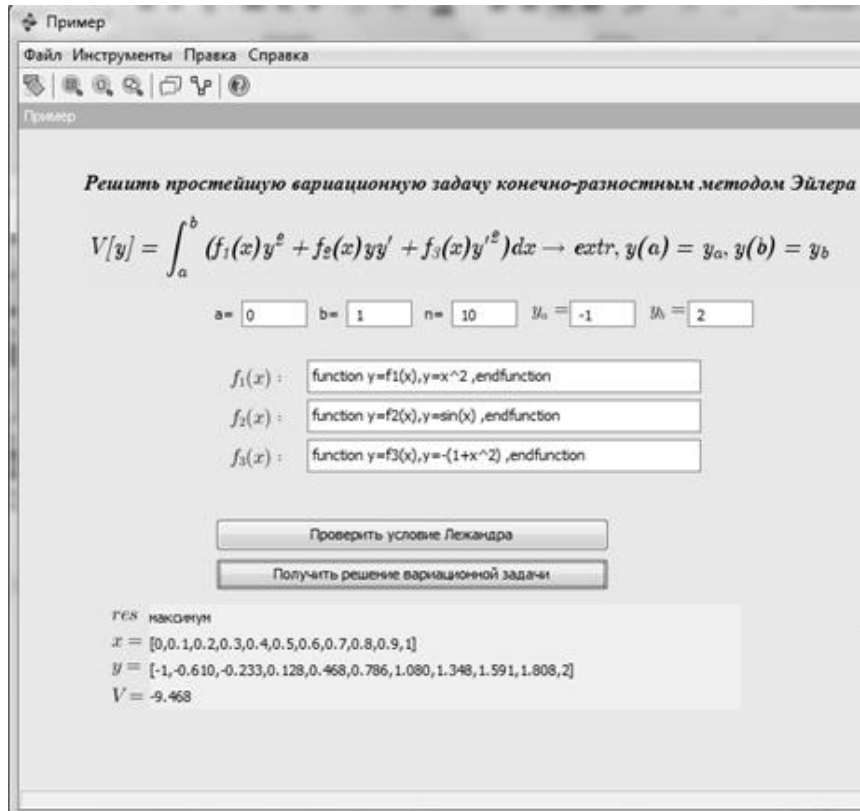 Пример
Файл Инструменты Правка Справка
Пример
Решить простейшую вариационную задачу конечно-разностным методом Эйлера
V[y] = ∫_a^b (f₁(x)y² + f₂(x)yy' + f₃(x)y'²)dx → extr, y(a) = yₐ, y(b) = y_b
a= 0 b= 1 n= 10 yₐ = -1 y_b = 2
f₁(x) : function y=f1(x),y=x^2 ,endfunction
f₂(x) : function y=f2(x),y=sin(x) ,endfunction
f₃(x) : function y=f3(x),y=-(1+x^2) ,endfunction
Проверить условие Лежандра
Получить решение вариационной задачи
res максимум
x = [0,0.1,0.2,0.3,0.4,0.5,0.6,0.7,0.8,0.9,1]
y = [-1,-0.610,-0.233,0.128,0.468,0.786,1.080,1.348,1.591,1.808,2]
V = -9.468